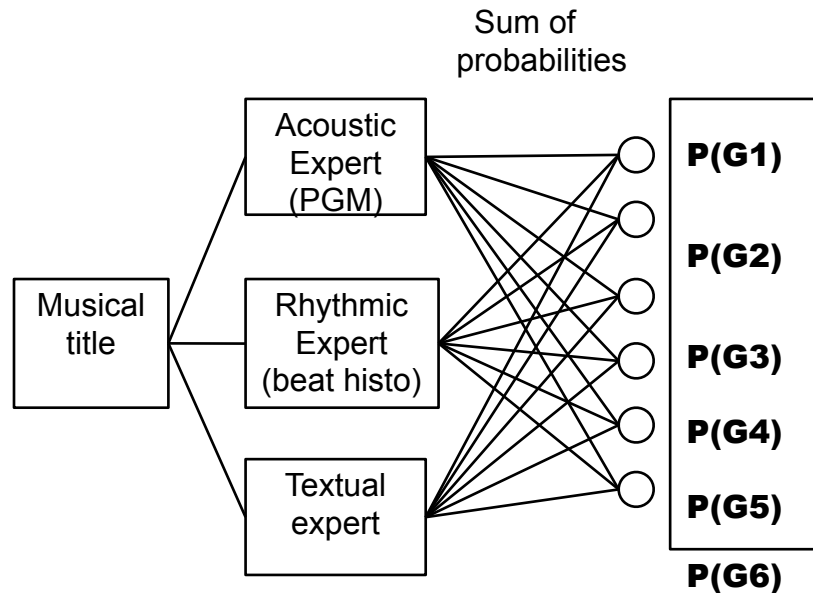 Sum of
probabilities
Acoustic
Expert
(PGM)
Musical
title
Rhythmic
Expert
(beat histo)
Textual
expert
P(G1)
P(G2)
P(G3)
P(G4)
P(G5)
P(G6)